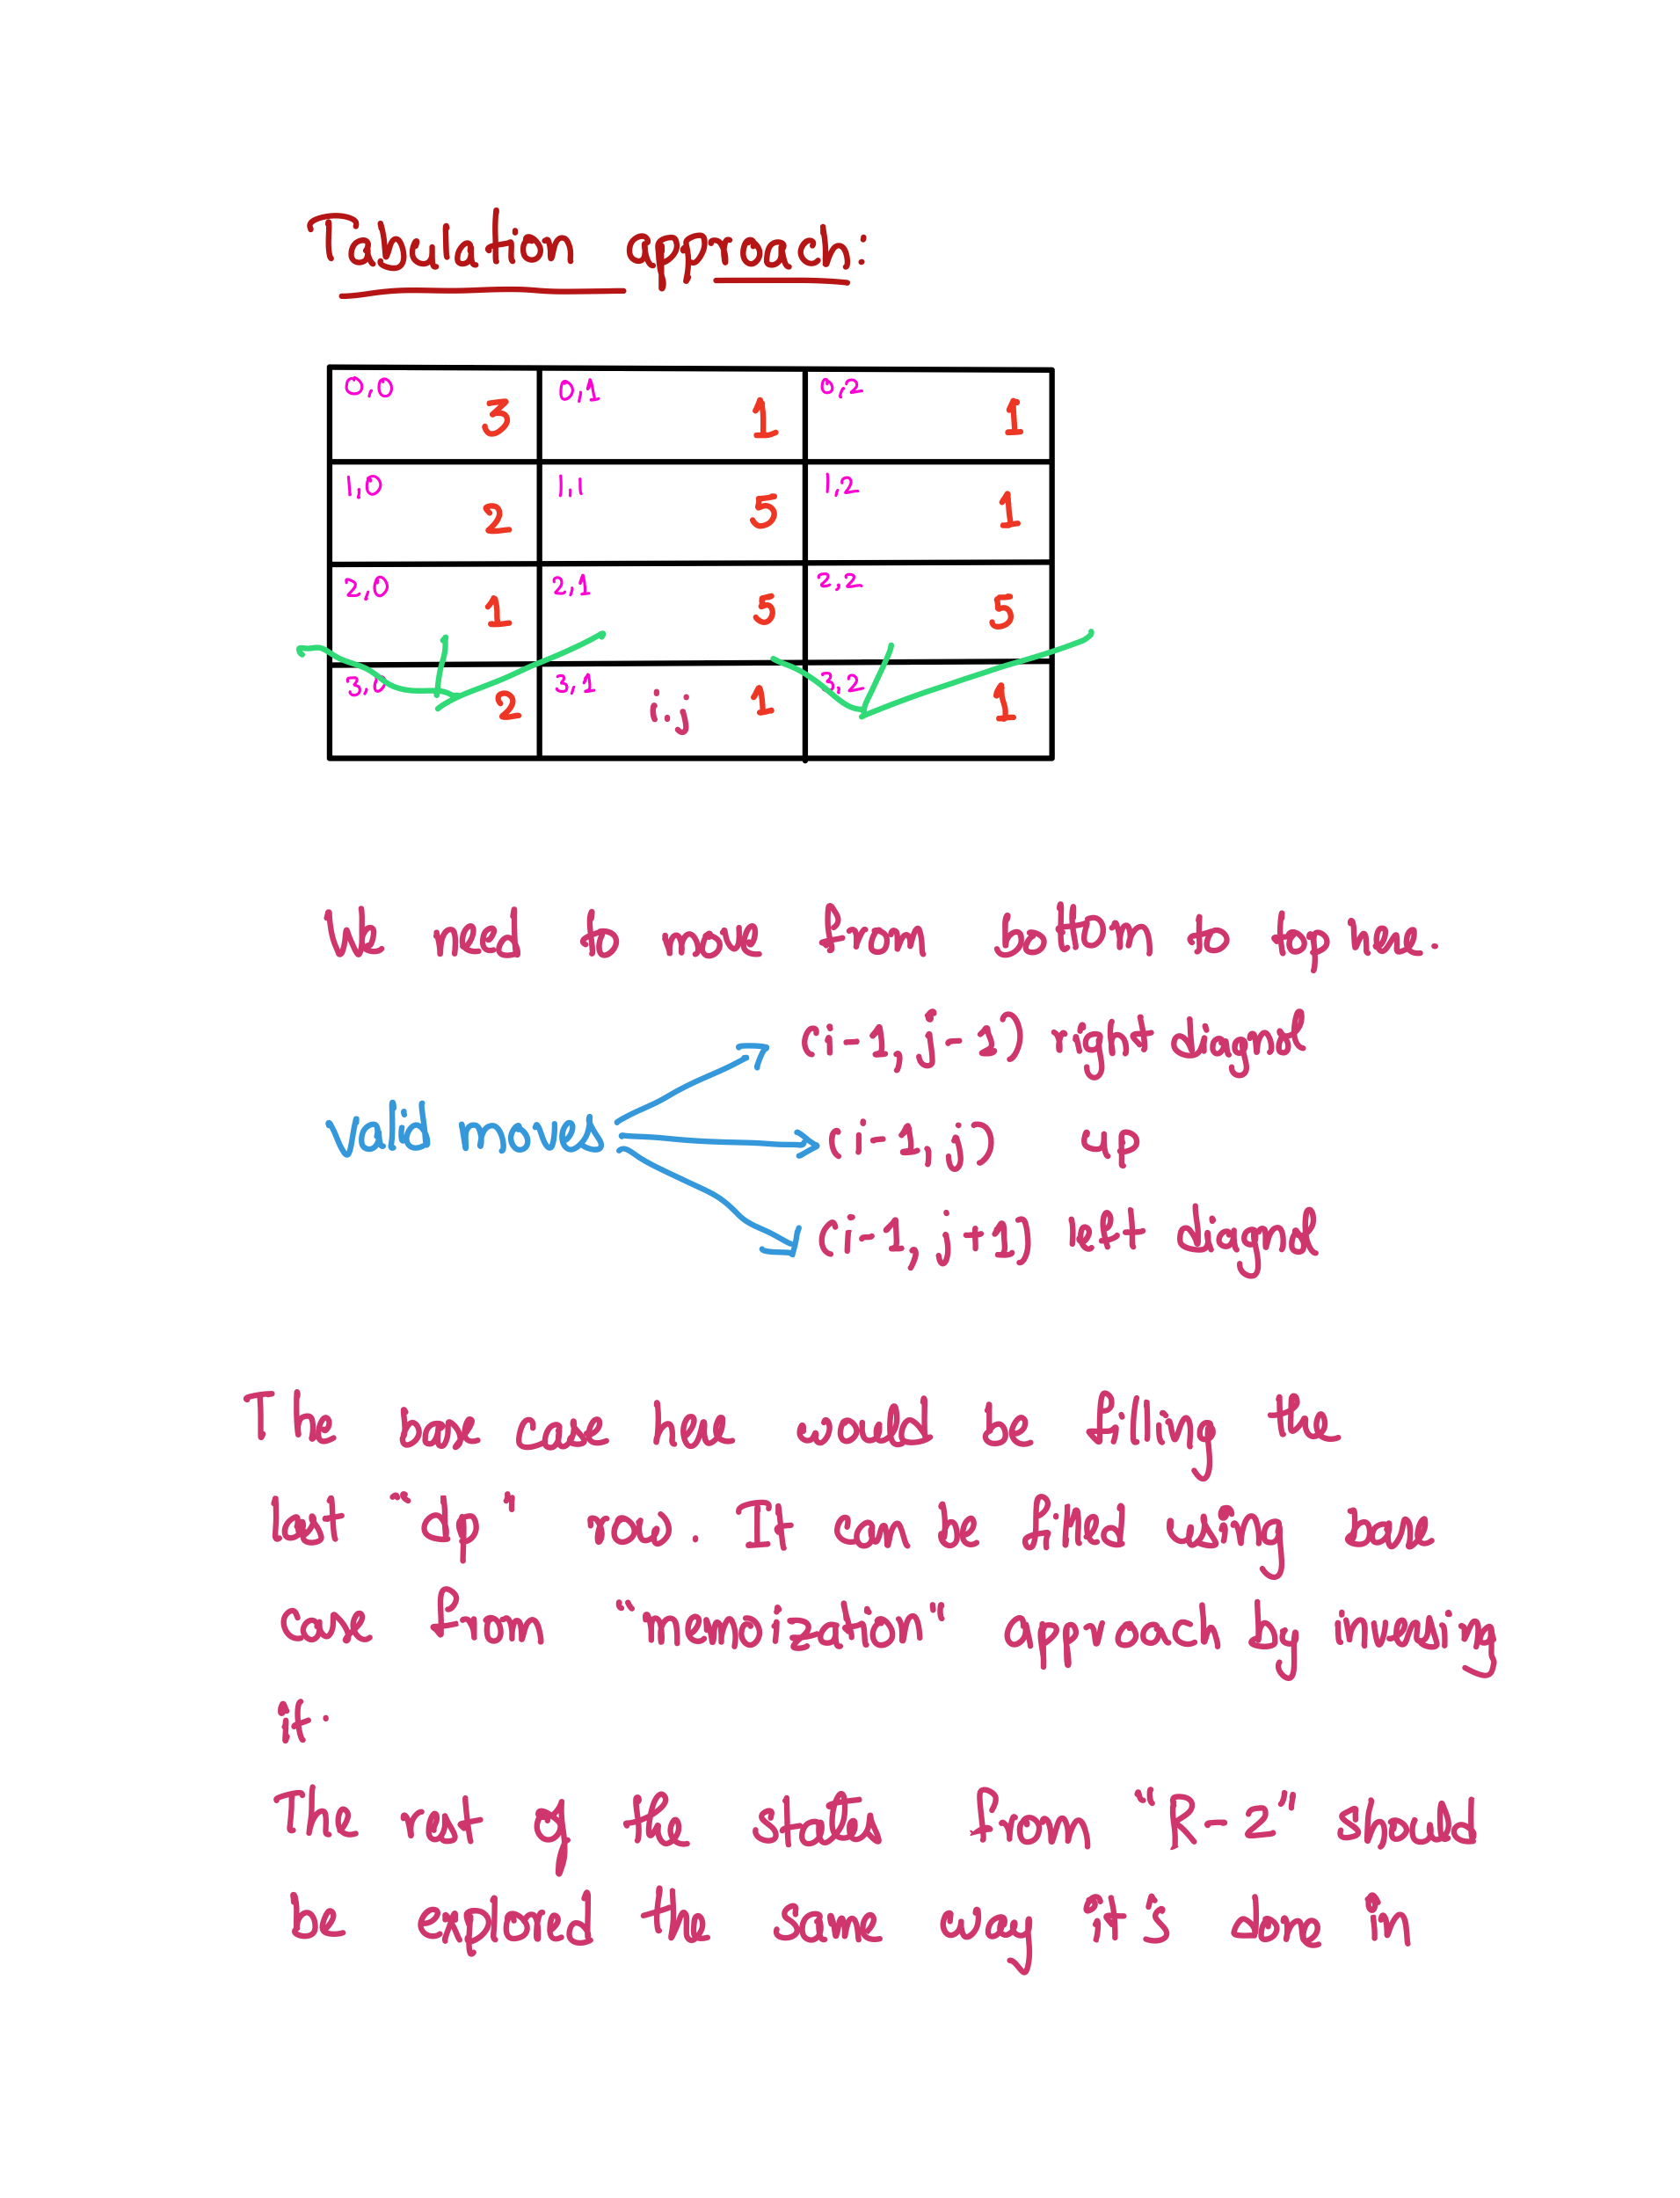 Tabulation approach:
0,0 3 0,1 1 0,2 1
1,0 2 1,1 5 1,2 1
2,0 1 2,1 5 2,2 5
3,0 2 3,1 i,j 1 3,2 1
We need to move from bottom to top here.
(i-1, j-1) right diagnol
valid moves (i-1, j) up
(i-1, j+1) left diagnol
The base case here would be filling the
last "dp" row. It can be filled using base
case from "memoization" approach by inversing
it.
The rest of the states from "R-2" should
be explored the same way it's done in